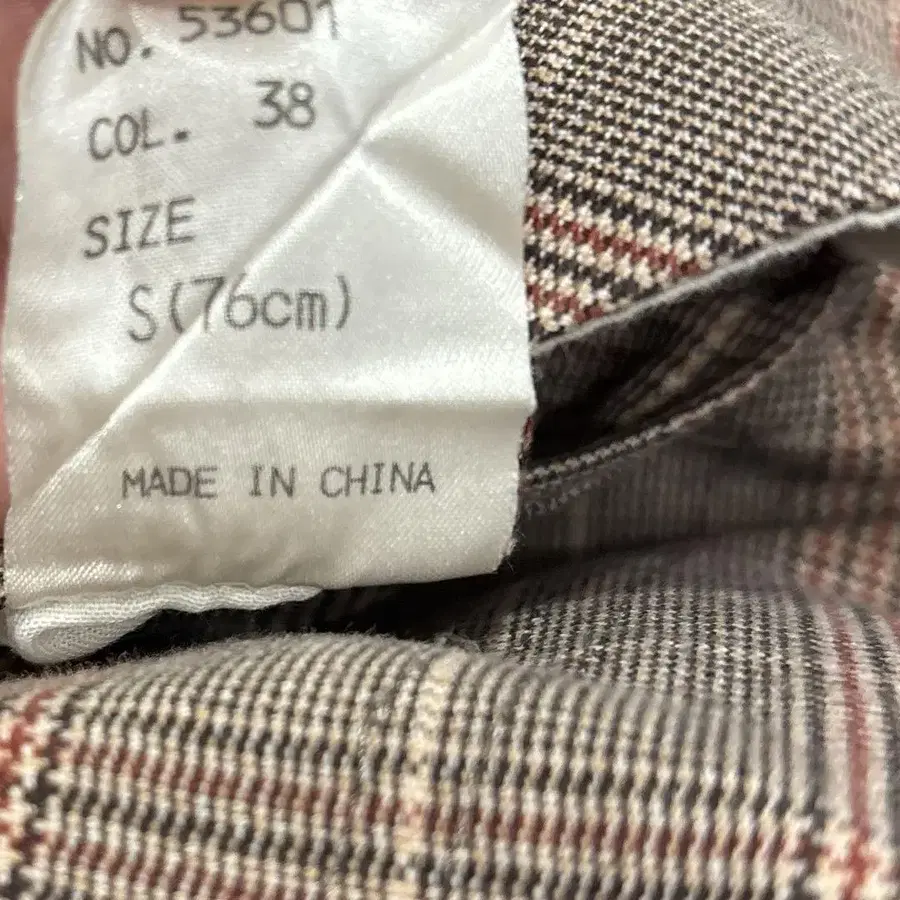 NO. 53601
COL. 38
SIZE
S(76cm)
MADE IN CHINA